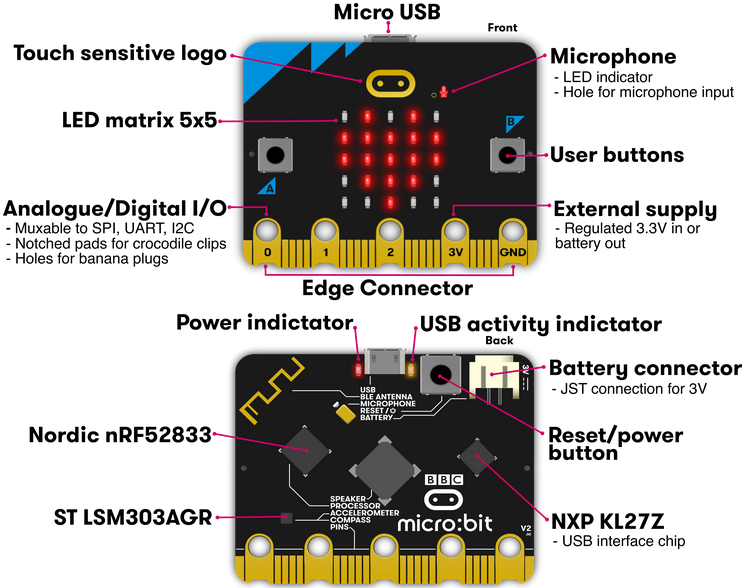 Micro USB
Front
Touch sensitive logo
Microphone
- LED indicator
- Hole for microphone input
LED matrix 5x5
B
User buttons
A
Analogue/Digital I/O
- Muxable to SPI, UART, I2C
- Notched pads for crocodile clips
- Holes for banana plugs
External supply
- Regulated 3.3V in or
battery out
0
1
2
3V
GND
Edge Connector
Power indictator
USB activity indictator
Back
Battery connector
- JST connection for 3V
3V
USB
BLE ANTENNA
MICROPHONE
RESET /
BATTERY
Nordic nRF52833
Reset/power
button
BBC
micro:bit
SPEAKER
PROCESSOR
ACCELEROMETER
COMPASS
PINS
ST LSM303AGR
NXP KL27Z
- USB interface chip
V2